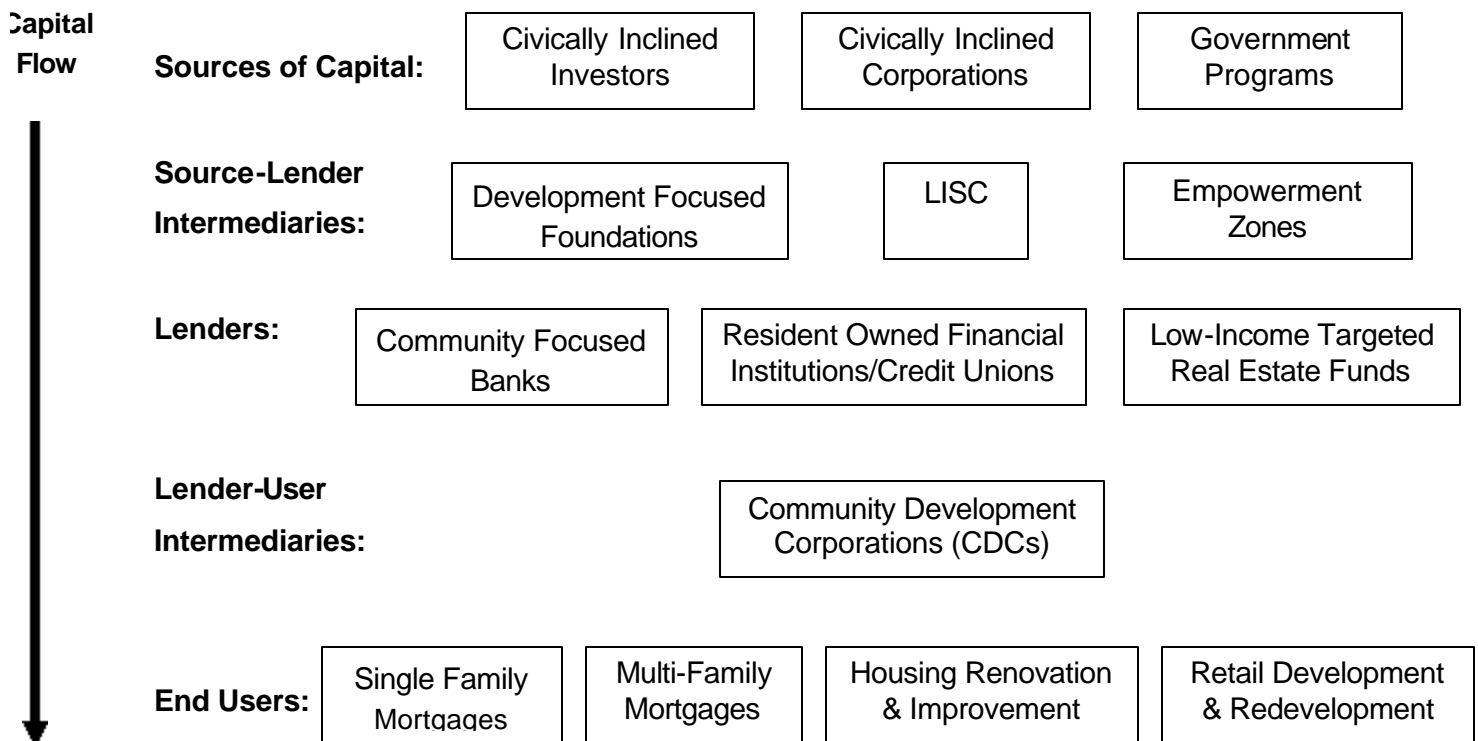 Capital
Flow
Sources of Capital:
Civically Inclined
Investors
Civically Inclined
Corporations
Government
Programs
Source-Lender
Intermediaries:
Development Focused
Foundations
LISC
Empowerment
Zones
Lenders:
Community Focused
Banks
Resident Owned Financial
Institutions/Credit Unions
Low-Income Targeted
Real Estate Funds
Lender-User
Intermediaries:
Community Development
Corporations (CDCs)
End Users:
Single Family
Mortgages
Multi-Family
Mortgages
Housing Renovation
& Improvement
Retail Development
& Redevelopment